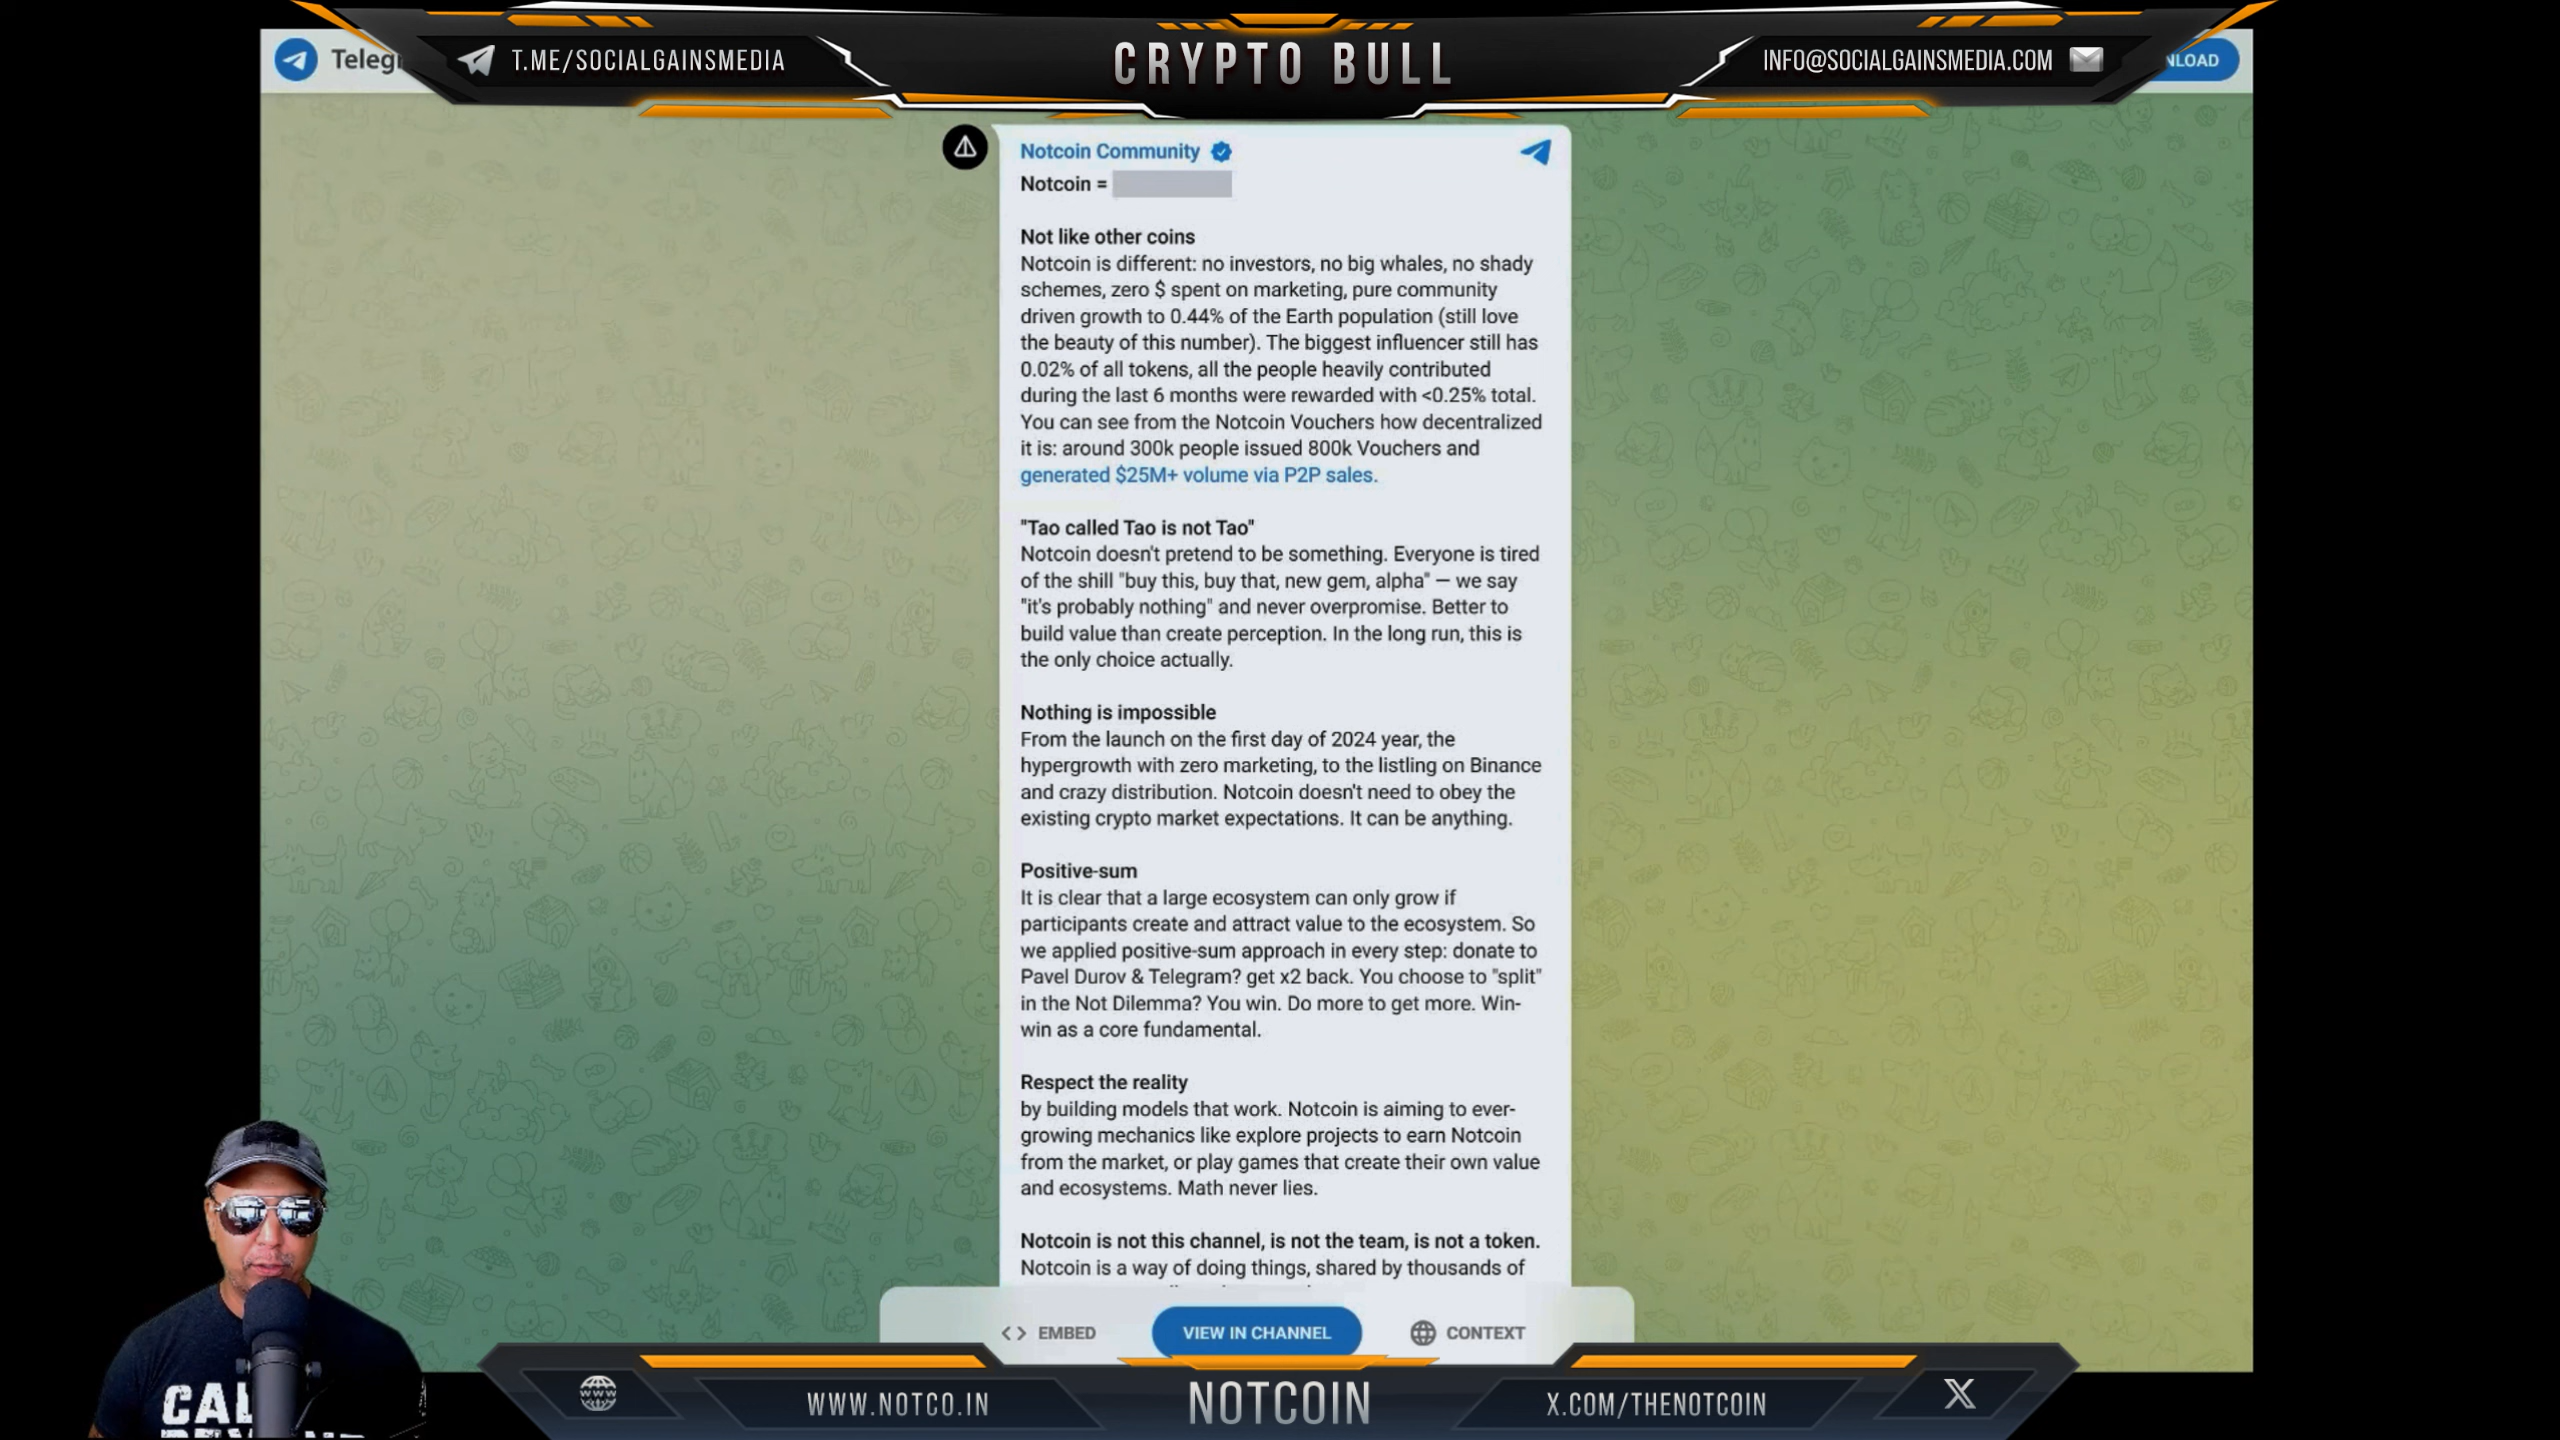 T.ME/SOCIALGAINSMEDIA
CRYPTO BULL
INFO@SOCIALGAINSMEDIA.COM
Notcoin Community
Notcoin =
Not like other coins
Notcoin is different: no investors, no big whales, no shady
schemes, zero $ spent on marketing, pure community
driven growth to 0.44% of the Earth population (still love
the beauty of this number). The biggest influencer still has
0.02% of all tokens, all the people heavily contributed
during the last 6 months were rewarded with <0.25% total.
You can see from the Notcoin Vouchers how decentralized
it is: around 300k people issued 800k Vouchers and
generated $25M+ volume via P2P sales.
"Tao called Tao is not Tao"
Notcoin doesn't pretend to be something. Everyone is tired
of the shill "buy this, buy that, new gem, alpha" — we say
"it's probably nothing" and never overpromise. Better to
build value than create perception. In the long run, this is
the only choice actually.
Nothing is impossible
From the launch on the first day of 2024 year, the
hypergrowth with zero marketing, to the listling on Binance
and crazy distribution. Notcoin doesn't need to obey the
existing crypto market expectations. It can be anything.
Positive-sum
It is clear that a large ecosystem can only grow if
participants create and attract value to the ecosystem. So
we applied positive-sum approach in every step: donate to
Pavel Durov & Telegram? get x2 back. You choose to "split"
in the Not Dilemma? You win. Do more to get more. Win-
win as a core fundamental.
Respect the reality
by building models that work. Notcoin is aiming to ever-
growing mechanics like explore projects to earn Notcoin
from the market, or play games that create their own value
and ecosystems. Math never lies.
Notcoin is not this channel, is not the team, is not a token.
Notcoin is a way of doing things, shared by thousands of
EMBED
VIEW IN CHANNEL
CONTEXT
WWW.NOTCO.IN
NOTCOIN
X.COM/THENOTCOIN